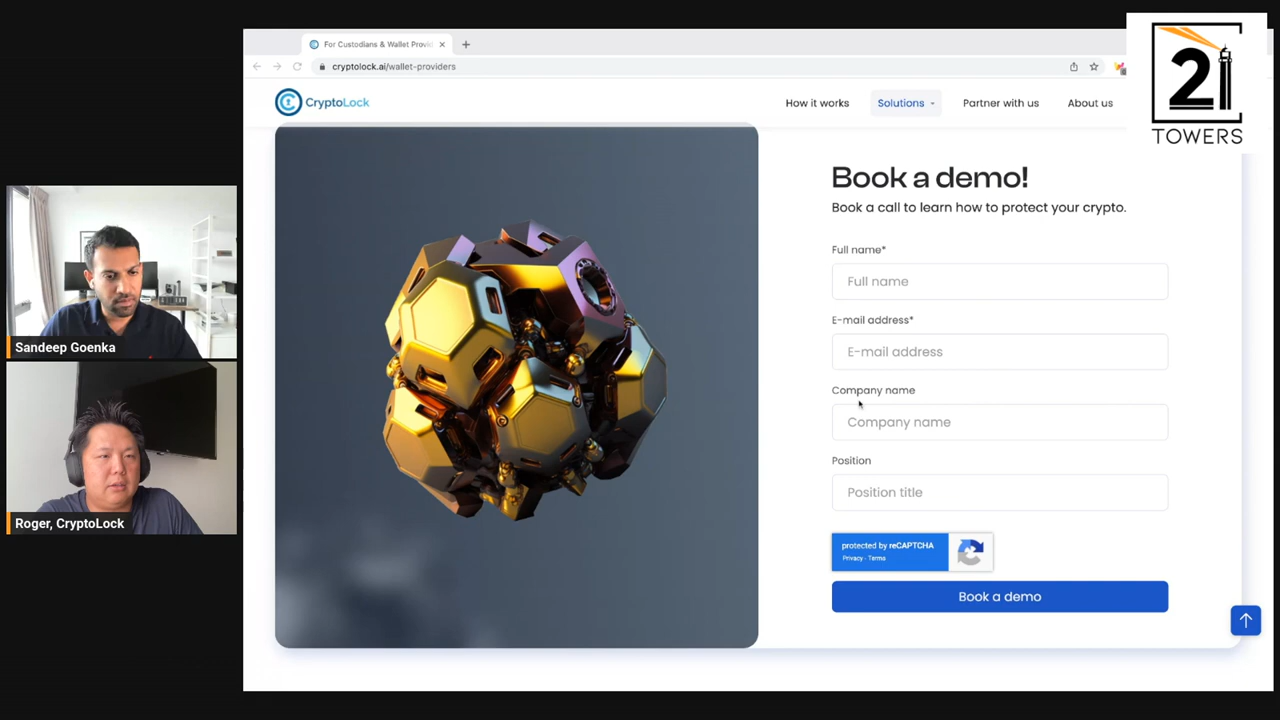 For Custodians & Wallet Provid
cryptolock.ai/wallet-providers
CryptoLock
How it works
Solutions
Partner with us
About us
21
TOWERS
Book a demo!
Book a call to learn how to protect your crypto.
Full name*
Full name
E-mail address*
E-mail address
Company name
Company name
Position
Position title
protected by reCAPTCHA
Privacy - Terms
Book a demo
Sandeep Goenka
Roger, CryptoLock